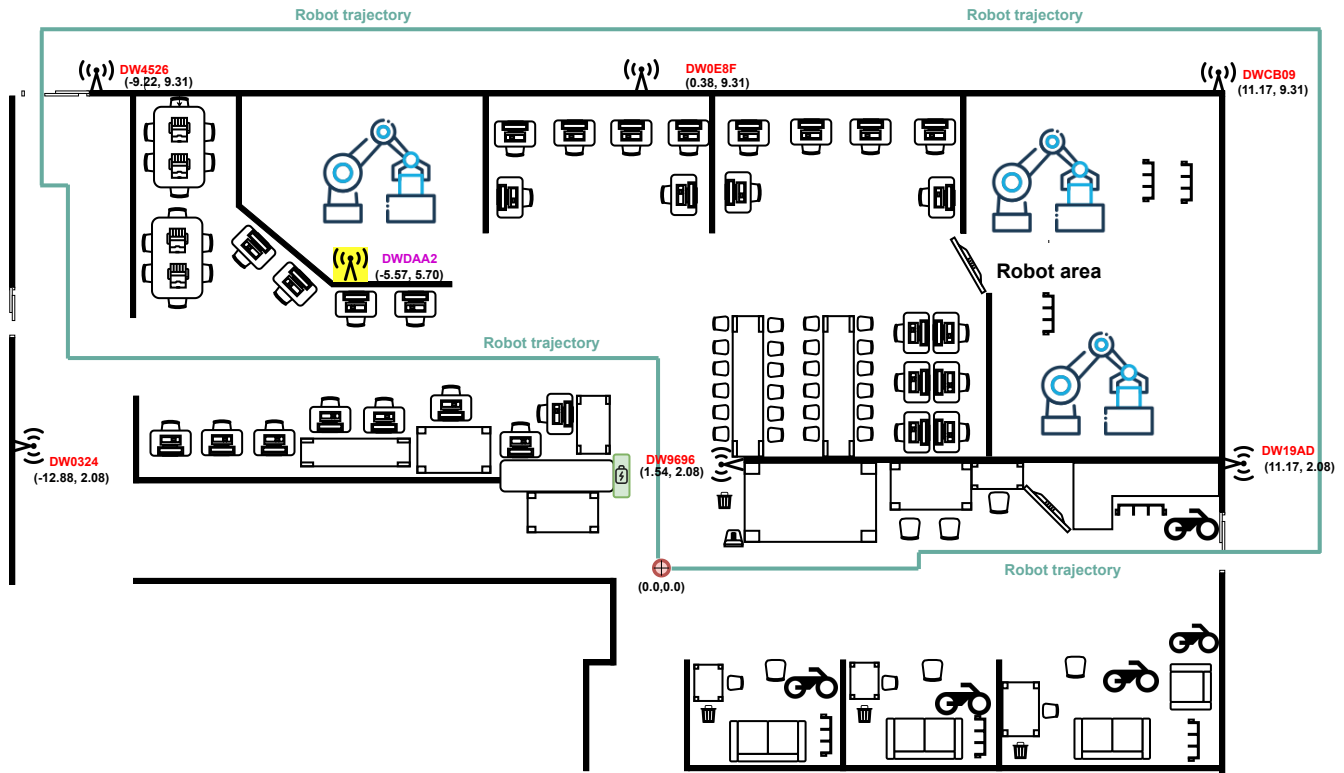 Robot trajectory
Robot trajectory
DW4526
(-9.22, 9.31)
DW0E8F
(0.38, 9.31)
DWCB09
(11.17, 9.31)
DWDAA2
(-5.57, 5.70)
Robot area
Robot trajectory
DW0324
(-12.88, 2.08)
DW9696
(1.54, 2.08)
DW19AD
(11.17, 2.08)
Robot trajectory
(0.0,0.0)